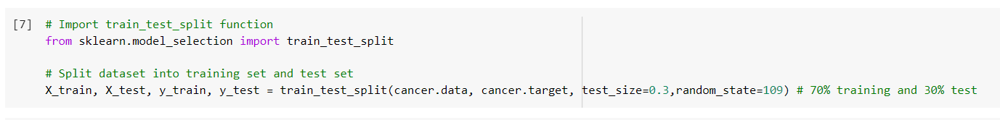 [7] # Import train_test_split function
from sklearn.model_selection import train_test_split
# Split dataset into training set and test set
X_train, X_test, y_train, y_test = train_test_split(cancer.data, cancer.target, test_size=0.3,random_state=109) # 70% training and 30% test